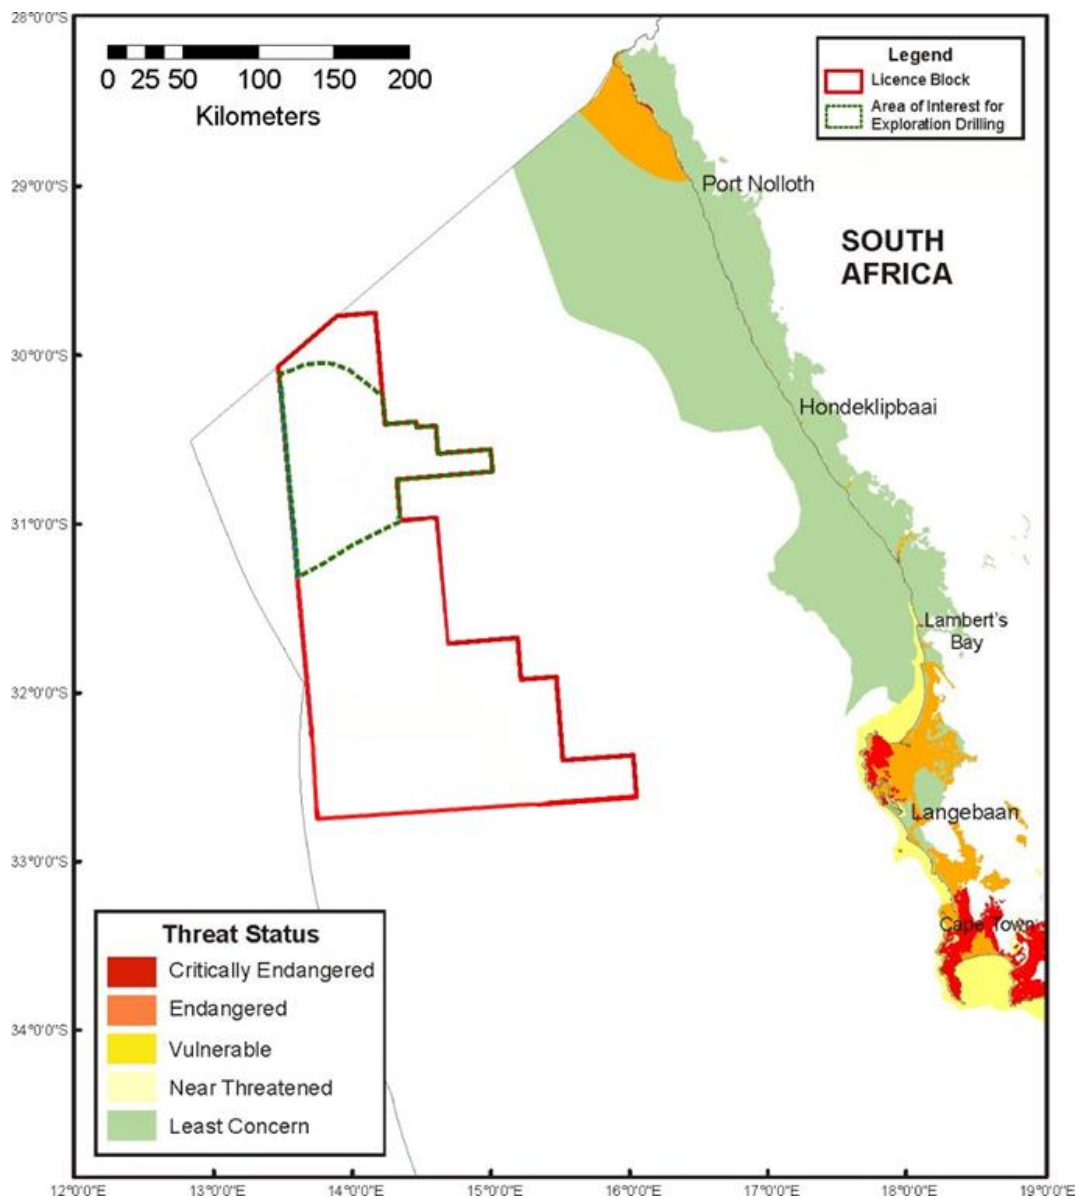 28°0'0"S
0 25 50 100 150 200
Kilometers
Legend
Licence Block
Area of Interest for
Exploration Drilling
29°0'0"S
Port Nolloth
SOUTH
AFRICA
30°0'0"S
Hondeklipbaai
31°0'0"S
Lambert's
Bay
32°0'0"S
Langebaan
33°0'0"S
Cape Town
Threat Status
Critically Endangered
Endangered
Vulnerable
Near Threatened
Least Concern
34°0'0"S
12°0'0"E 13°0'0"E 14°0'0"E 15°0'0"E 16°0'0"E 17°0'0"E 18°0'0"E 19°0'0"E